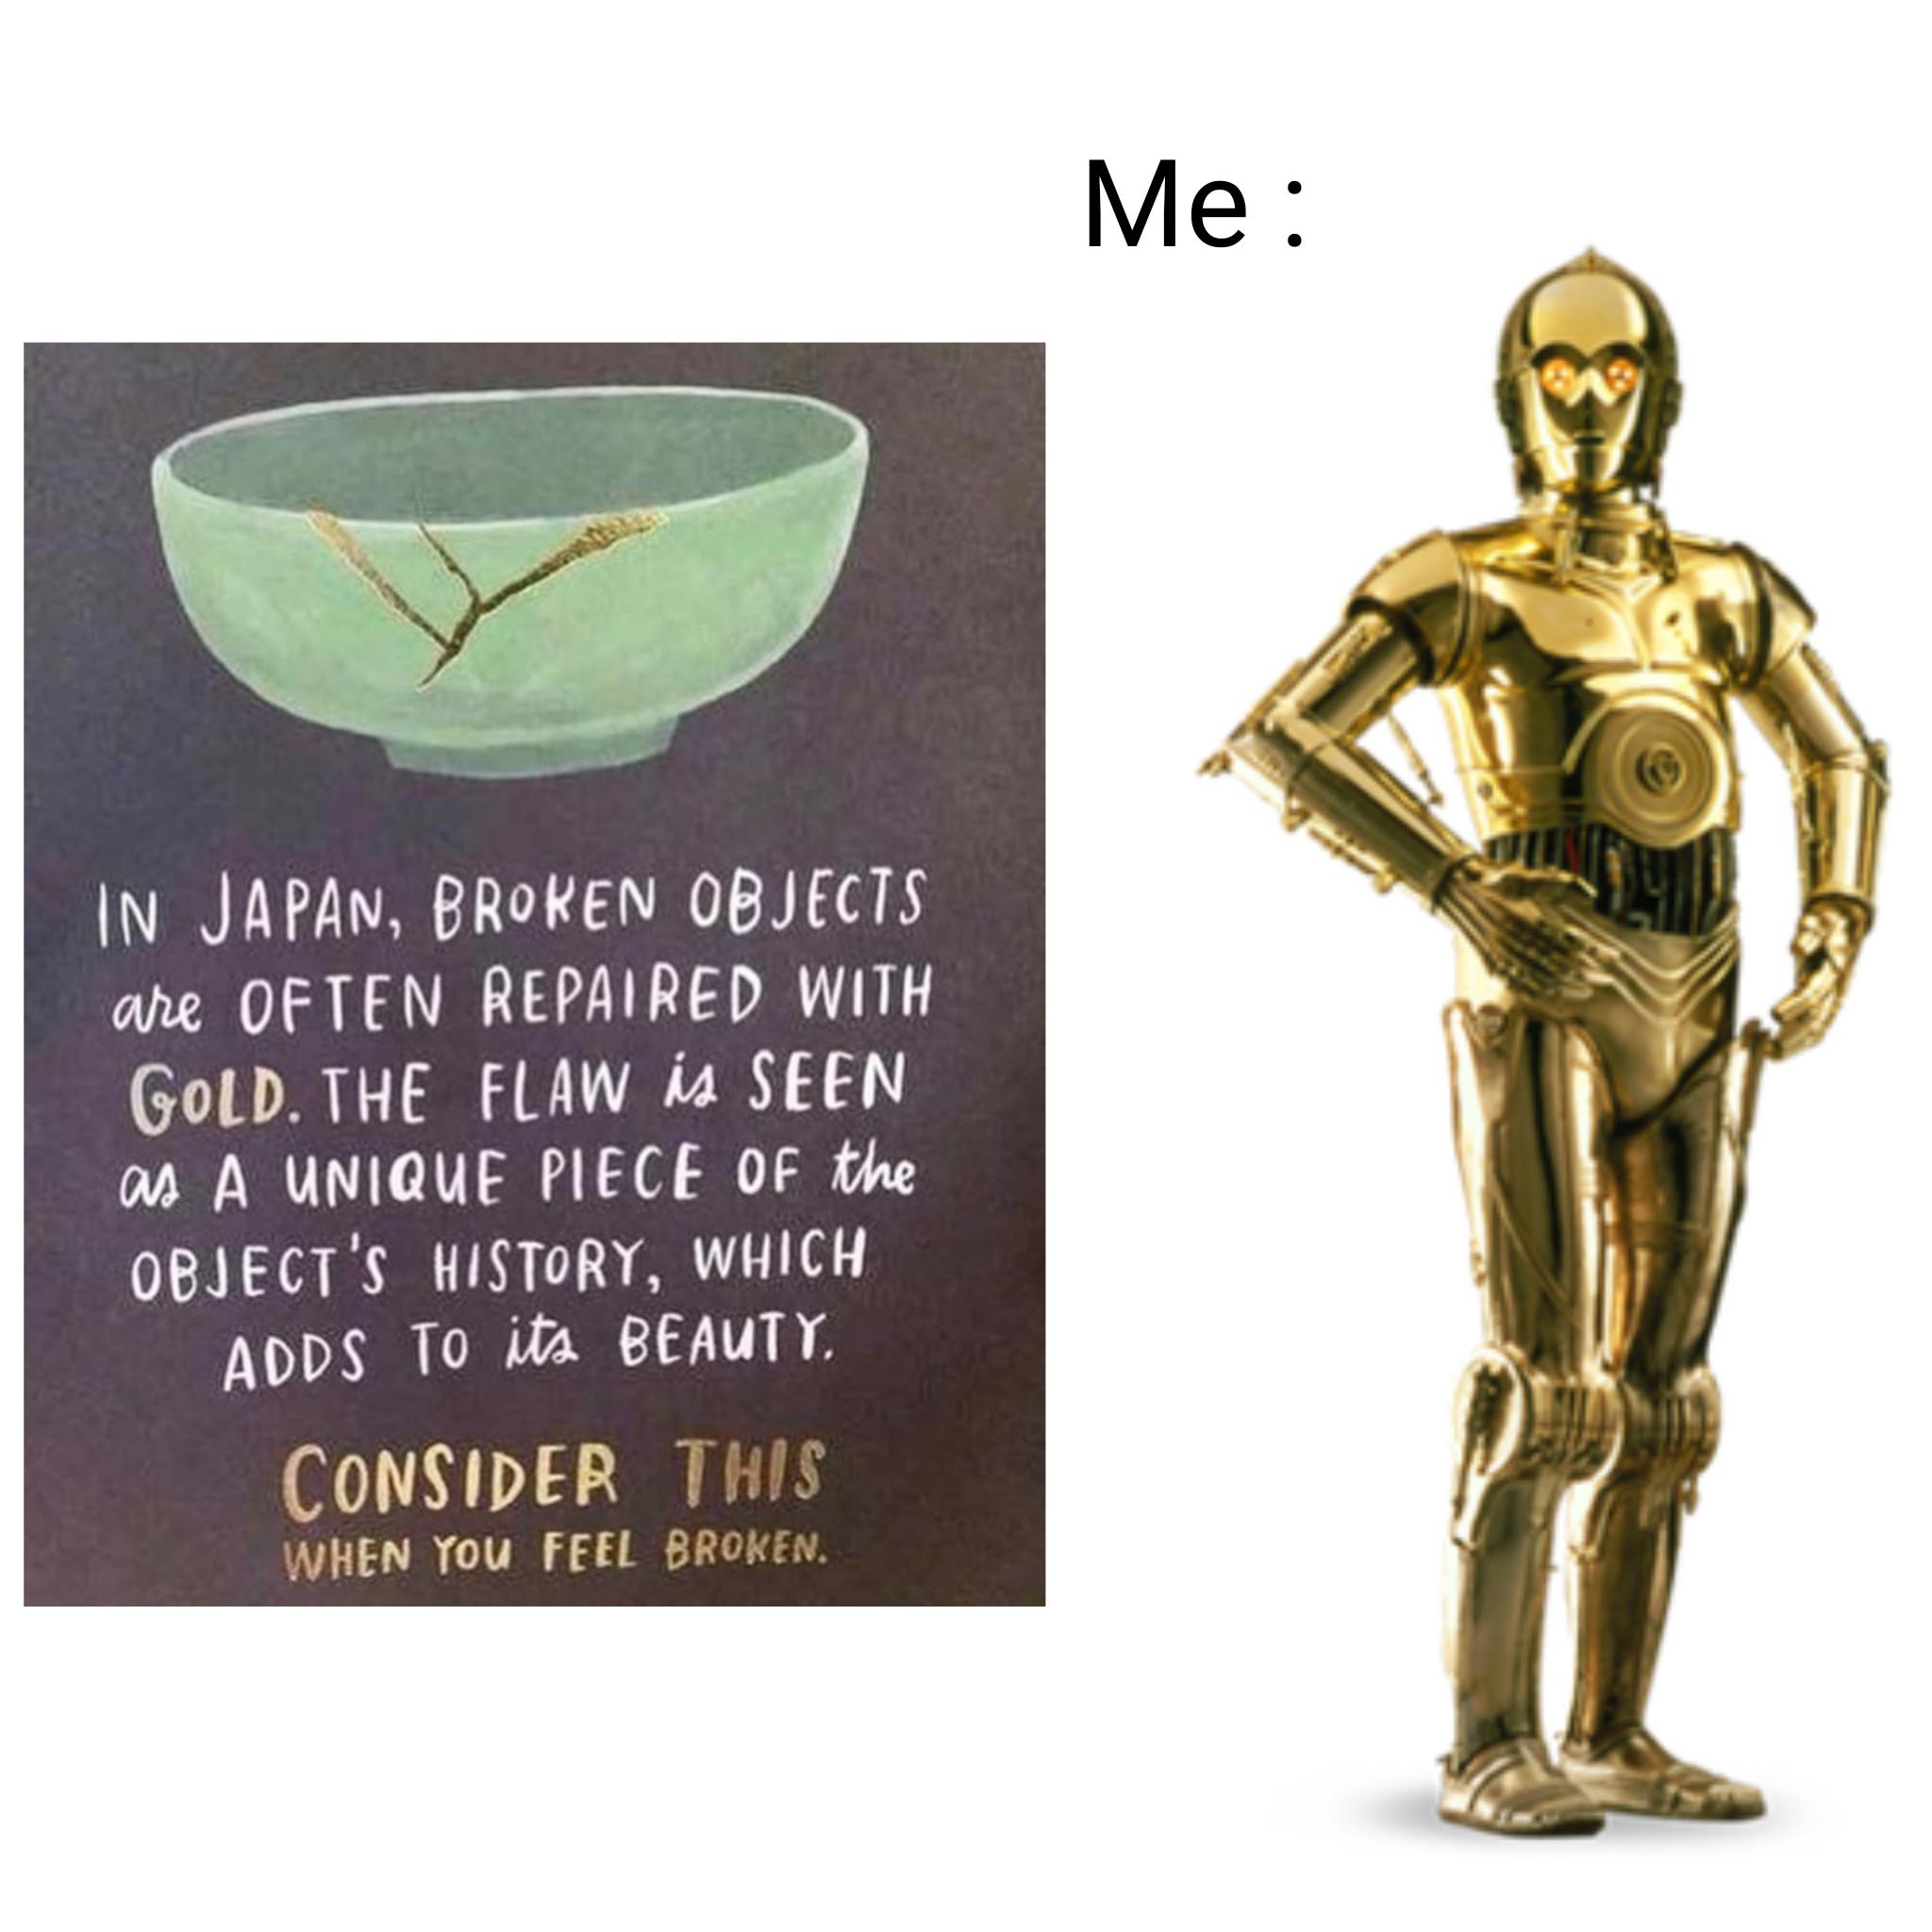 Me :
IN JAPAN, BROKEN OBJECTS
are OFTEN REPAIRED WITH
GOLD. THE FLAW is SEEN
as A UNIQUE PIECE OF the
OBJECT'S HISTORY, WHICH
ADDS TO its BEAUTY.
CONSIDER THIS
WHEN YOU FEEL BROKEN.